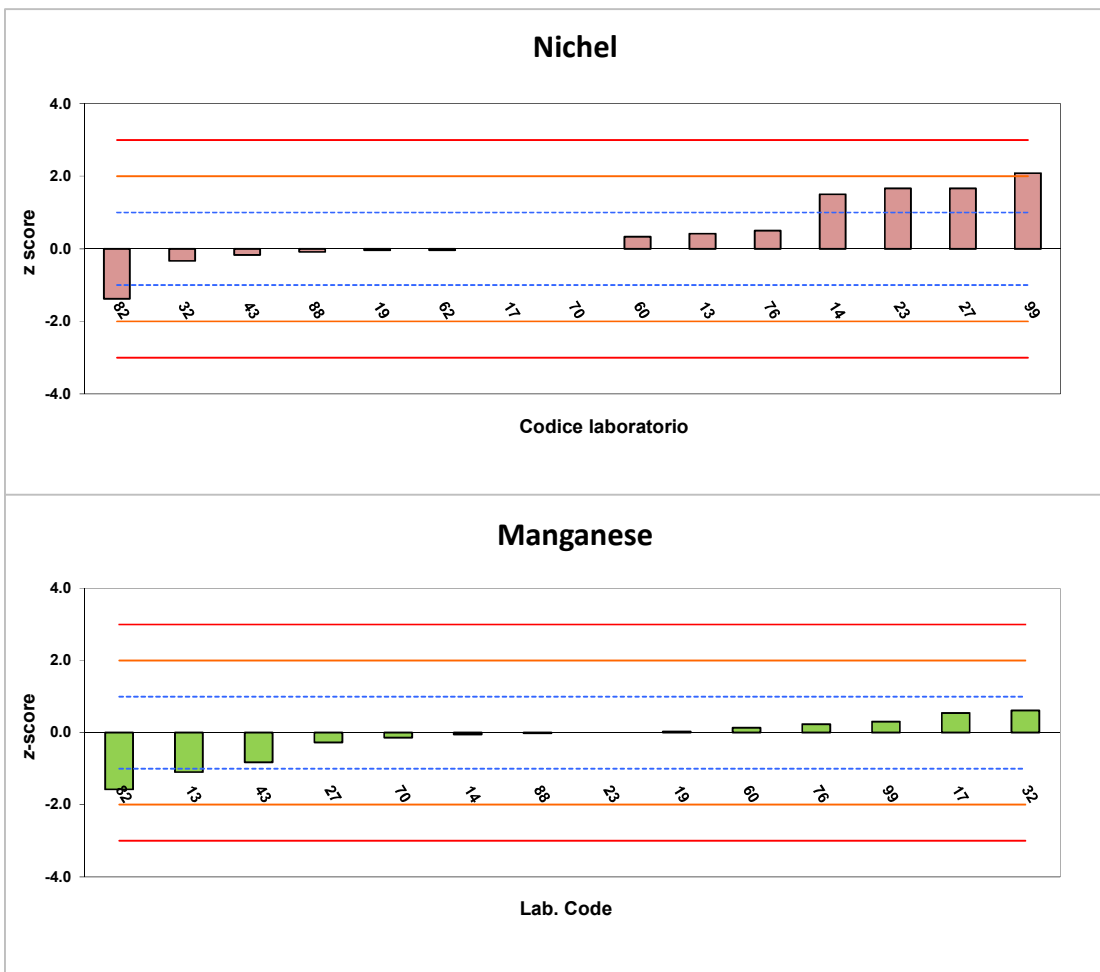 Nichel
4.0
2.0
0.0
-2.0
-4.0
z score
82 32 43 88 19 62 17 70 60 13 76 14 23 27 99
Codice laboratorio
Manganese
4.0
2.0
0.0
-2.0
-4.0
z-score
82 13 43 27 70 14 88 23 19 60 76 99 17 32
Lab. Code